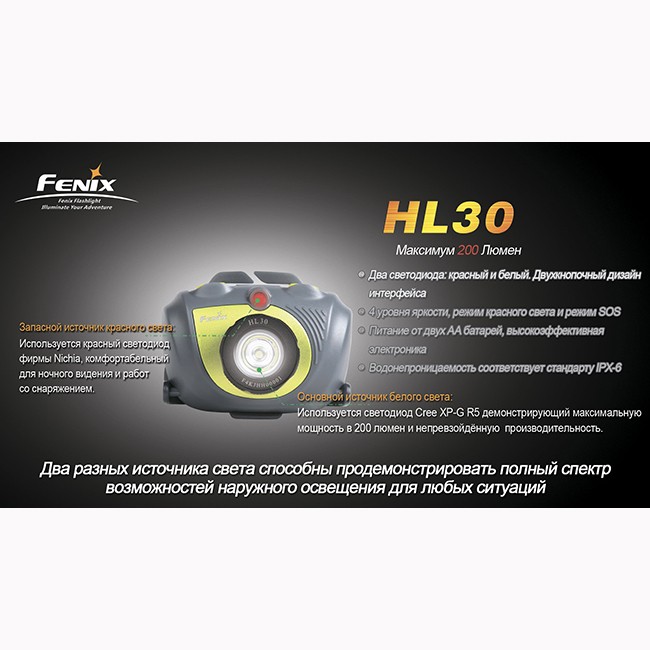 FENIX
Fenix Flashlight
Illuminate Your Adventure
HL30
Максимум 200 Люмен
Два светодиода: красный и белый. Двухкнопочный дизайн
интерфейса
4 уровня яркости, режим красного света и режим SOS
Питание от двух АА батарей, высокоэффективная
электроника
Водонепроницаемость соответствует стандарту IPX-6
Запасной источник красного света:
Используется красный светодиод
фирмы Nichia, комфортабельный
для ночного видения и работ
со снаряжением.
FENIX
HL30
Основной источник белого света:
Используется светодиод Cree XP-G R5 демонстрирующий максимальную
мощность в 200 люмен и непревзойдённую производительность.
Два разных источника света способны продемонстрировать полный спектр
возможностей наружного освещения для любых ситуаций